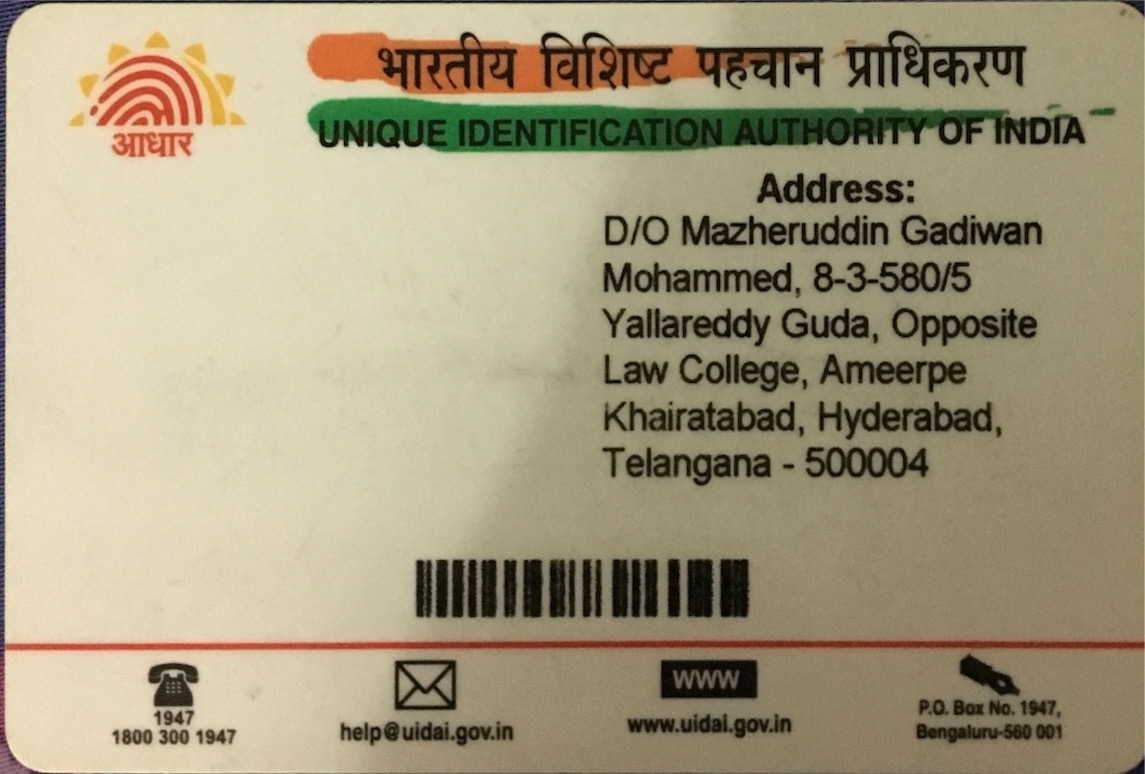 भारतीय विशिष्ट पहचान प्राधिकरण
आधार
UNIQUE IDENTIFICATION AUTHORITY OF INDIA
Address:
D/O Mazheruddin Gadiwan
Mohammed, 8-3-580/5
Yallareddy Guda, Opposite
Law College, Ameerpe
Khairatabad, Hyderabad,
Telangana - 500004
1947
1800 300 1947
help@uidai.gov.in
WWW
www.uidai.gov.in
P.O. Box No. 1947,
Bengaluru-560 001